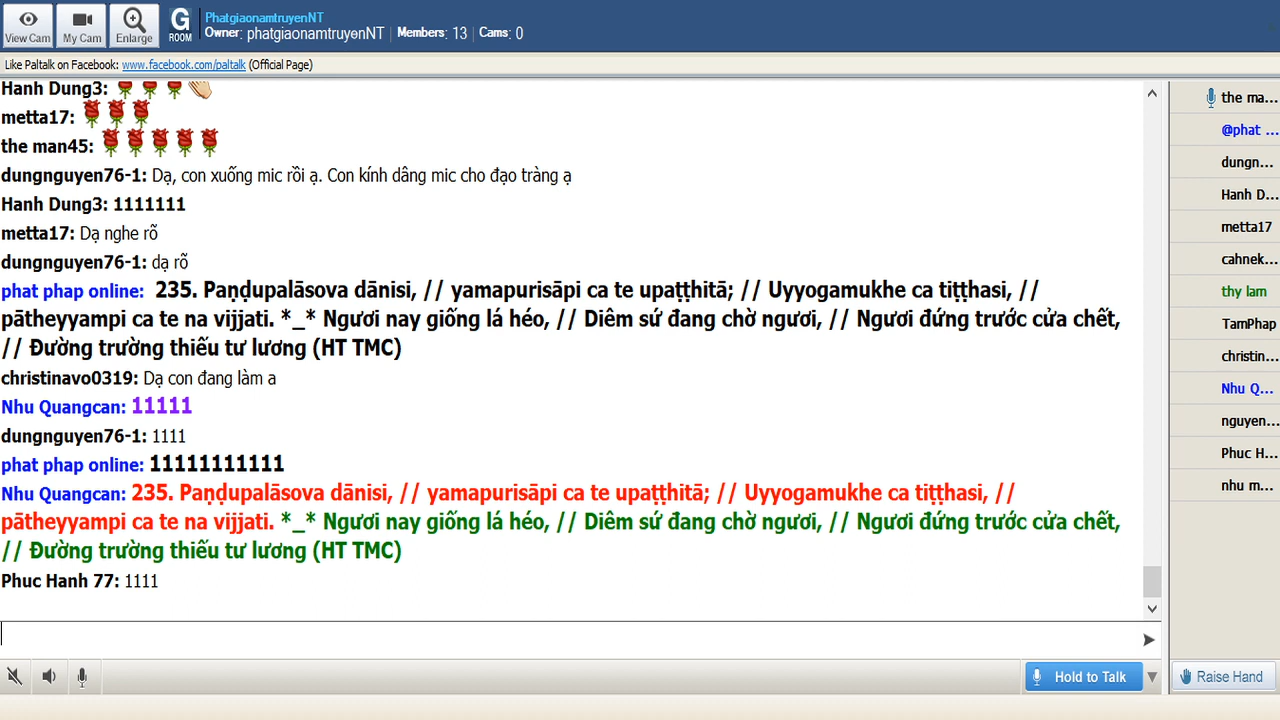 View Cam
My Cam
Enlarge
G
ROOM
PhatgiaonamtruyenNT
Owner: phatgiaonamtruyenNT | Members: 13 | Cams: 0
Like Paltalk on Facebook: www.facebook.com/paltalk (Official Page)
Hanh Dung3:
metta17:
the man45:
dungnguyen76-1: Dạ, con xuống mic rồi ạ. Con kính dâng mic cho đạo tràng ạ
Hanh Dung3: 1111111
metta17: Dạ nghe rõ
dungnguyen76-1: dạ rõ
phat phap online: 235. Paṇḍupalāsova dānisi, // yamapurisāpi ca te upaṭṭhitā; // Uyyogamukhe ca tiṭṭhasi, //
pātheyyampi ca te na vijjati. *_* Ngươi nay giống lá héo, // Diêm sứ đang chờ ngươi, // Ngươi đứng trước cửa chết,
// Đường trường thiếu tư lương (HT TMC)
christinavo0319: Dạ con đang làm a
Nhu Quangcan: 11111
dungnguyen76-1: 1111
phat phap online: 11111111111
Nhu Quangcan: 235. Paṇḍupalāsova dānisi, // yamapurisāpi ca te upaṭṭhitā; // Uyyogamukhe ca tiṭṭhasi, //
pātheyyampi ca te na vijjati. *_* Ngươi nay giống lá héo, // Diêm sứ đang chờ ngươi, // Ngươi đứng trước cửa chết,
// Đường trường thiếu tư lương (HT TMC)
Phuc Hanh 77: 1111
the ma...
@phat ...
dungn...
Hanh D...
metta17
cahnek...
thy lam
TamPhap
christin...
Nhu Q...
nguyen...
Phuc H...
nhu m...
Hold to Talk
Raise Hand